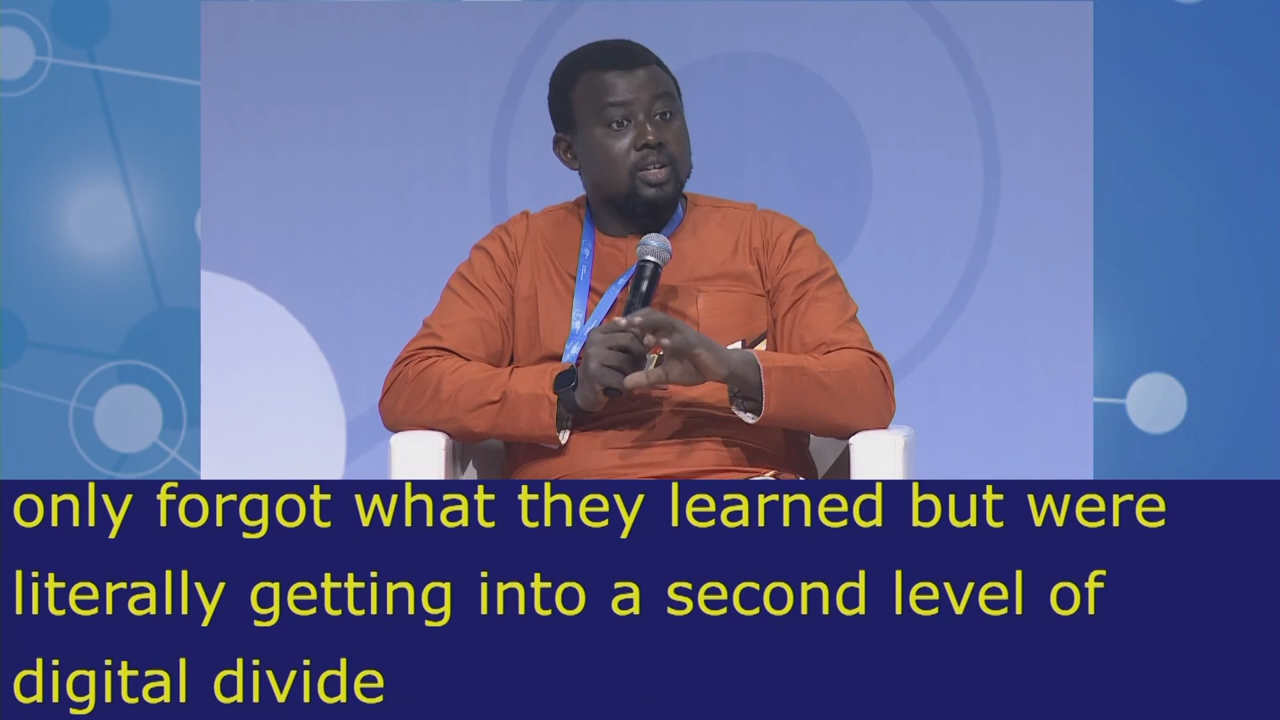 only forgot what they learned but were
literally getting into a second level of
digital divide